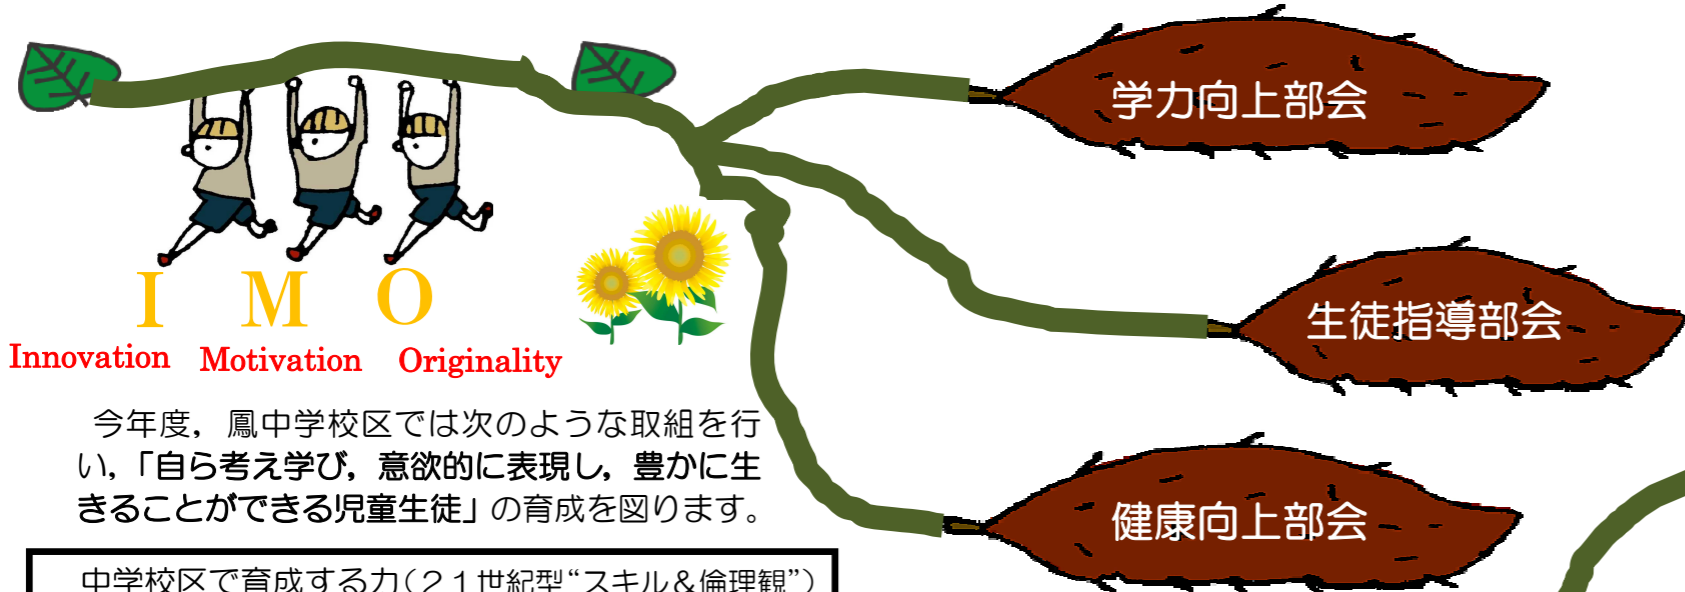 学力向上部会
生徒指導部会
健康向上部会
I M O
Innovation Motivation Originality
今年度，鳳中学校区では次のような取組を行
い，「自ら考え学び，意欲的に表現し，豊かに生
きることができる児童生徒」の育成を図ります。
中学校区で育成する力（２１世紀型“スキル＆倫理観”）